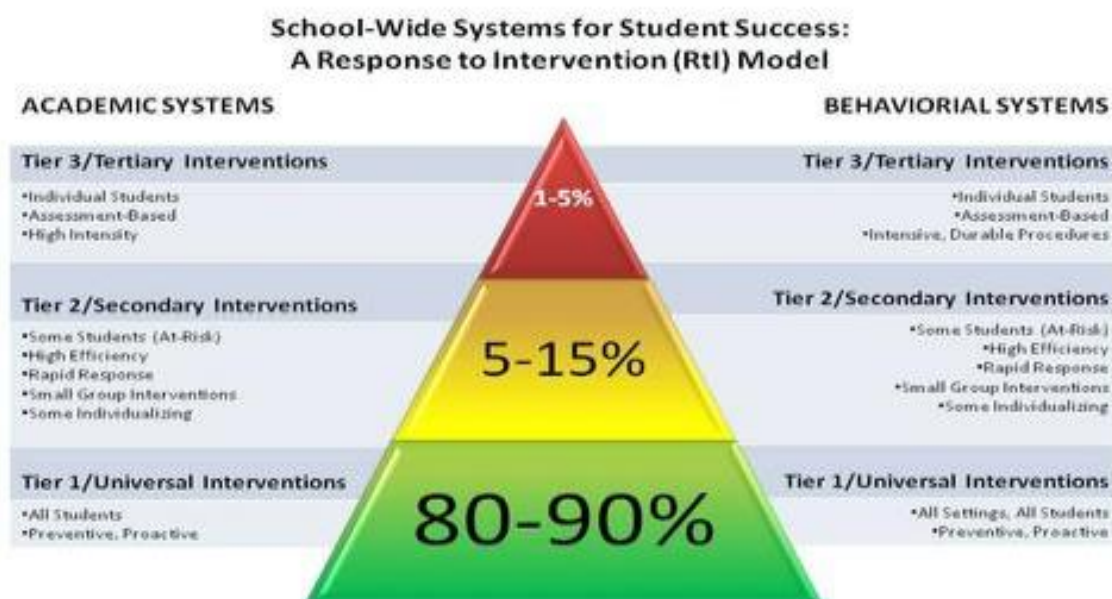 School-Wide Systems for Student Success:
A Response to Intervention (RtI) Model
ACADEMIC SYSTEMS
BEHAVIORIAL SYSTEMS
Tier 3/Tertiary Interventions
•Individual Students
•Assessment-Based
•High Intensity
1-5%
Tier 3/Tertiary Interventions
•Individual Students
•Assessment-Based
•Intensive, Durable Procedures
Tier 2/Secondary Interventions
•Some Students (At-Risk)
•High Efficiency
•Rapid Response
•Small Group Interventions
•Some Individualizing
5-15%
Tier 2/Secondary Interventions
•Some Students (At-Risk)
•High Efficiency
•Rapid Response
•Small Group Interventions
•Some Individualizing
Tier 1/Universal Interventions
•All Students
•Preventive, Proactive
80-90%
Tier 1/Universal Interventions
•All Settings, All Students
•Preventive, Proactive